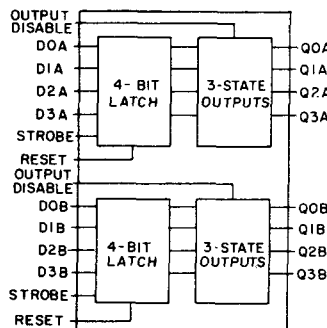 OUTPUT
DISABLE
D0A
D1A
D2A
D3A
STROBE
RESET
4-BIT
LATCH
3-STATE
OUTPUTS
Q0A
Q1A
Q2A
Q3A
OUTPUT
DISABLE
D0B
D1B
D2B
D3B
STROBE
RESET
4-BIT
LATCH
3-STATE
OUTPUTS
Q0B
Q1B
Q2B
Q3B